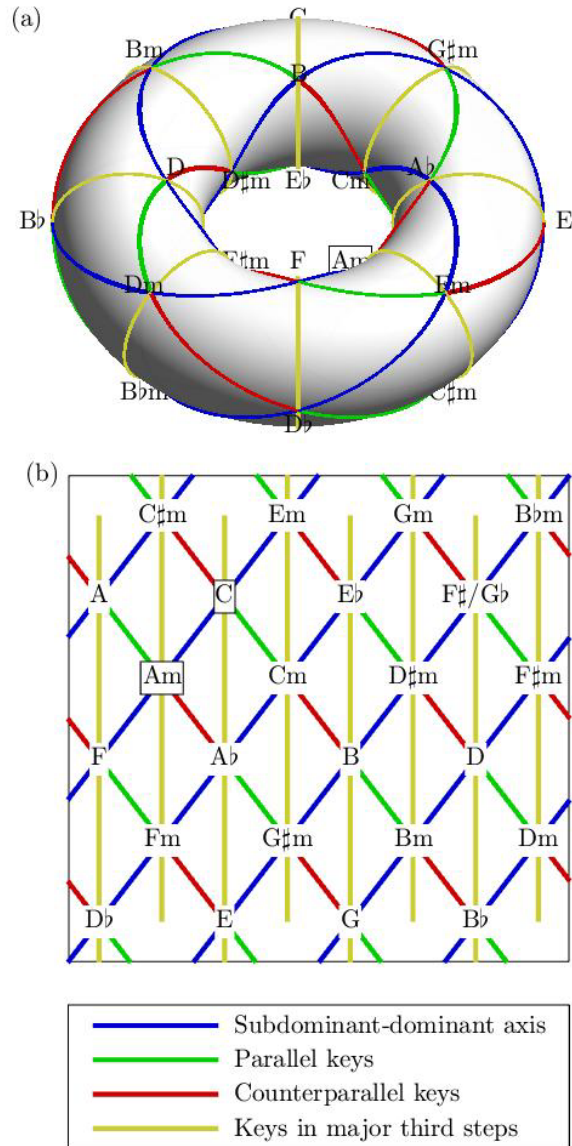 (a)
G
Bm G♯m
B
D D♯m E♭ Cm A♭
B♭ E
F♯m F Am
Dm Fm
B♭m C♯m
D♭
(b)
C♯m Em Gm B♭m
A C E♭ F♯/G♭
Am Cm D♯m F♯m
F A♭ B D
Fm G♯m Bm Dm
D♭ E G B♭
Subdominant-dominant axis
Parallel keys
Counterparallel keys
Keys in major third steps